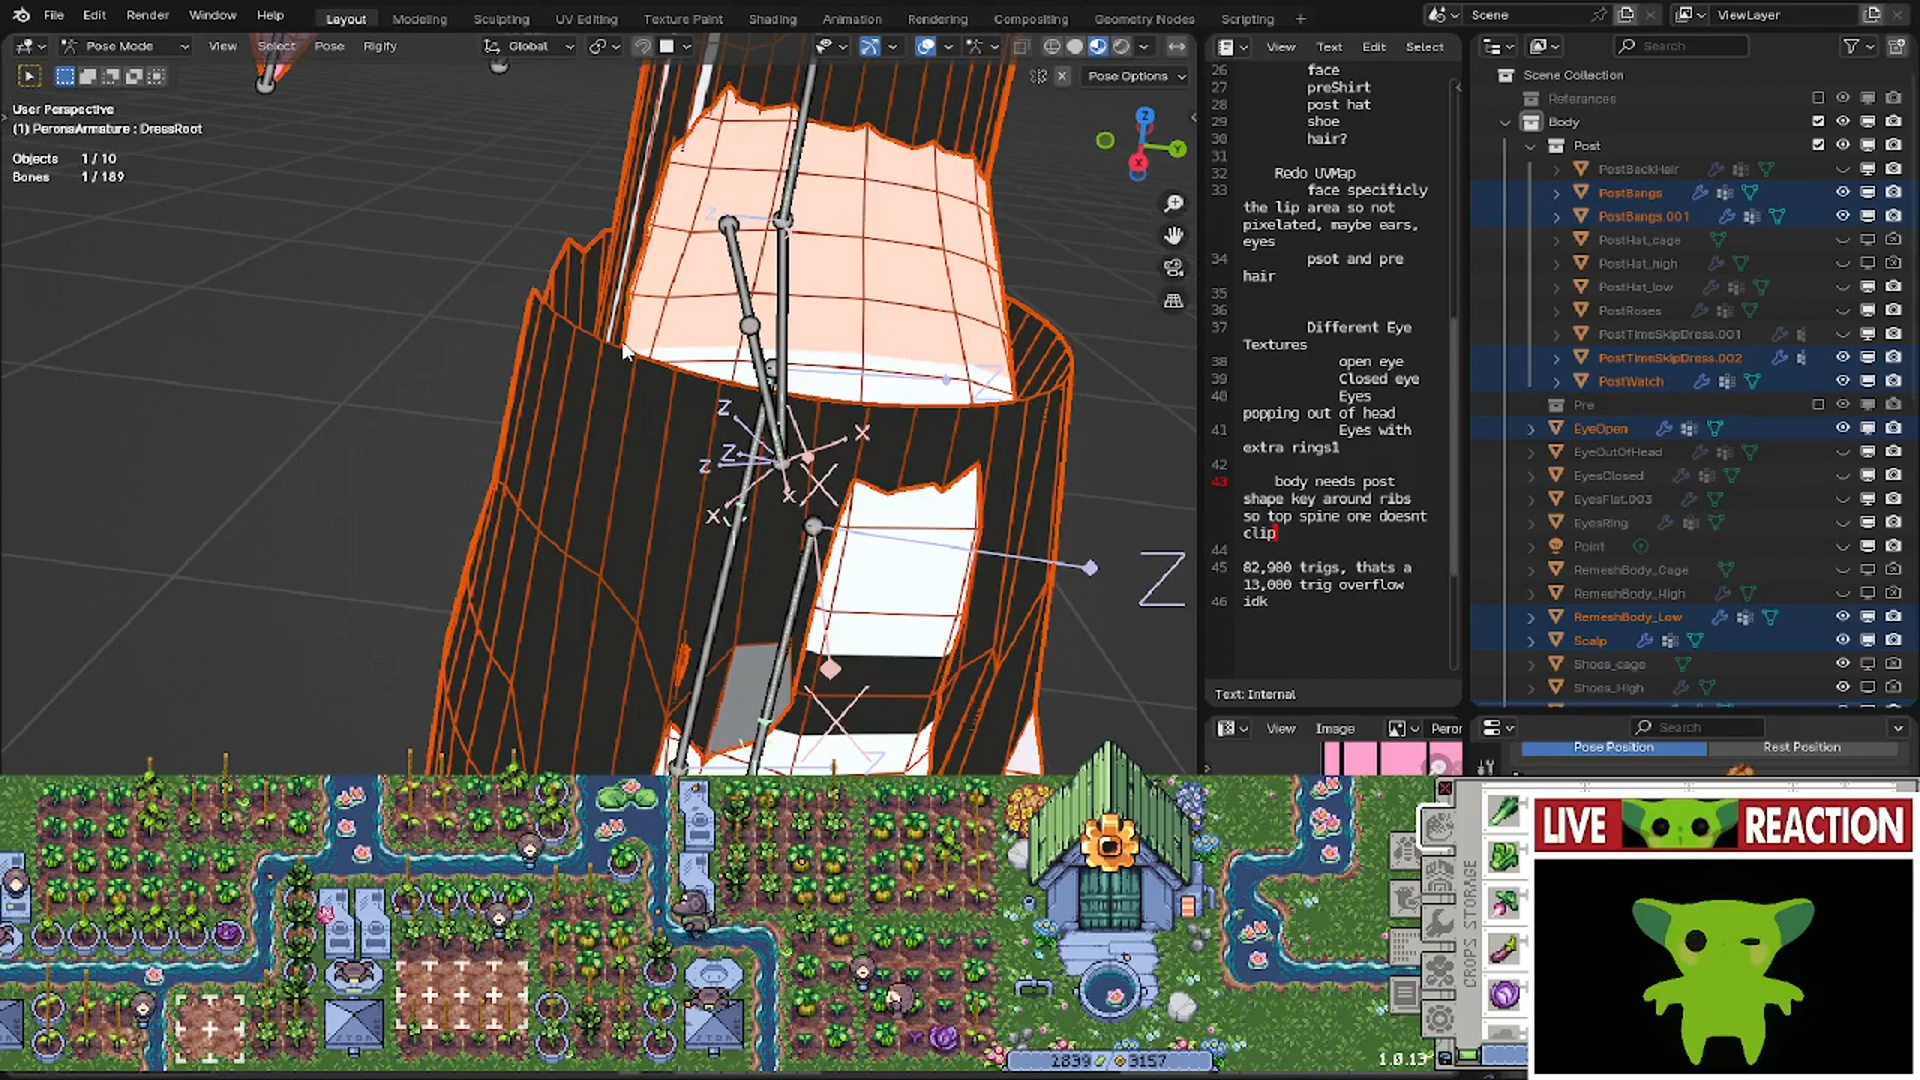 File Edit Render Window Help
Layout Modeling Sculpting UV Editing Texture Paint Shading Animation Rendering Compositing Geometry Nodes Scripting +
Scene
ViewLayer
Pose Mode View Select Pose Rigify
Global
Pose Options
User Perspective
(1) PeronaArmature : DressRoot
Objects 1 / 10
Bones 1 / 189
View Text Edit Select
26 face
27 preShirt
28 post hat
29 shoe
30 hair?
31
32 Redo UVMap
33 face specificly
the lip area so not
pixelated, maybe ears,
eyes
34 psot and pre
hair
35
36
37 Different Eye
Textures
38 open eye
39 Closed eye
40 Eyes
popping out of head
41 Eyes with
extra rings1
42
43 body needs post
shape key around ribs
so top spine one doesnt
clip
44
45 82,900 trigs, thats a
13,000 trig overflow
46 idk
Text: Internal
View Image Peror
Search
Scene Collection
Referances
Body
Post
PostBackHair
PostBangs
PostBangs.001
PostHat_cage
PostHat_high
PostHat_low
PostRoses
PostTimeSkipDress.001
PostTimeSkipDress.002
PostWatch
Pre
EyeOpen
EyeOutOfHead
EyesClosed
EyesFlat.003
EyesRing
Point
RemeshBody_Cage
RemeshBody_High
RemeshBody_Low
Scalp
Shoes_cage
Shoes_High
Search
Pose Position Rest Position
X
Y
Z
Z
Z
Z
X
X
X
CROPS STORAGE
LIVE REACTION
2839 3157
1.0.13